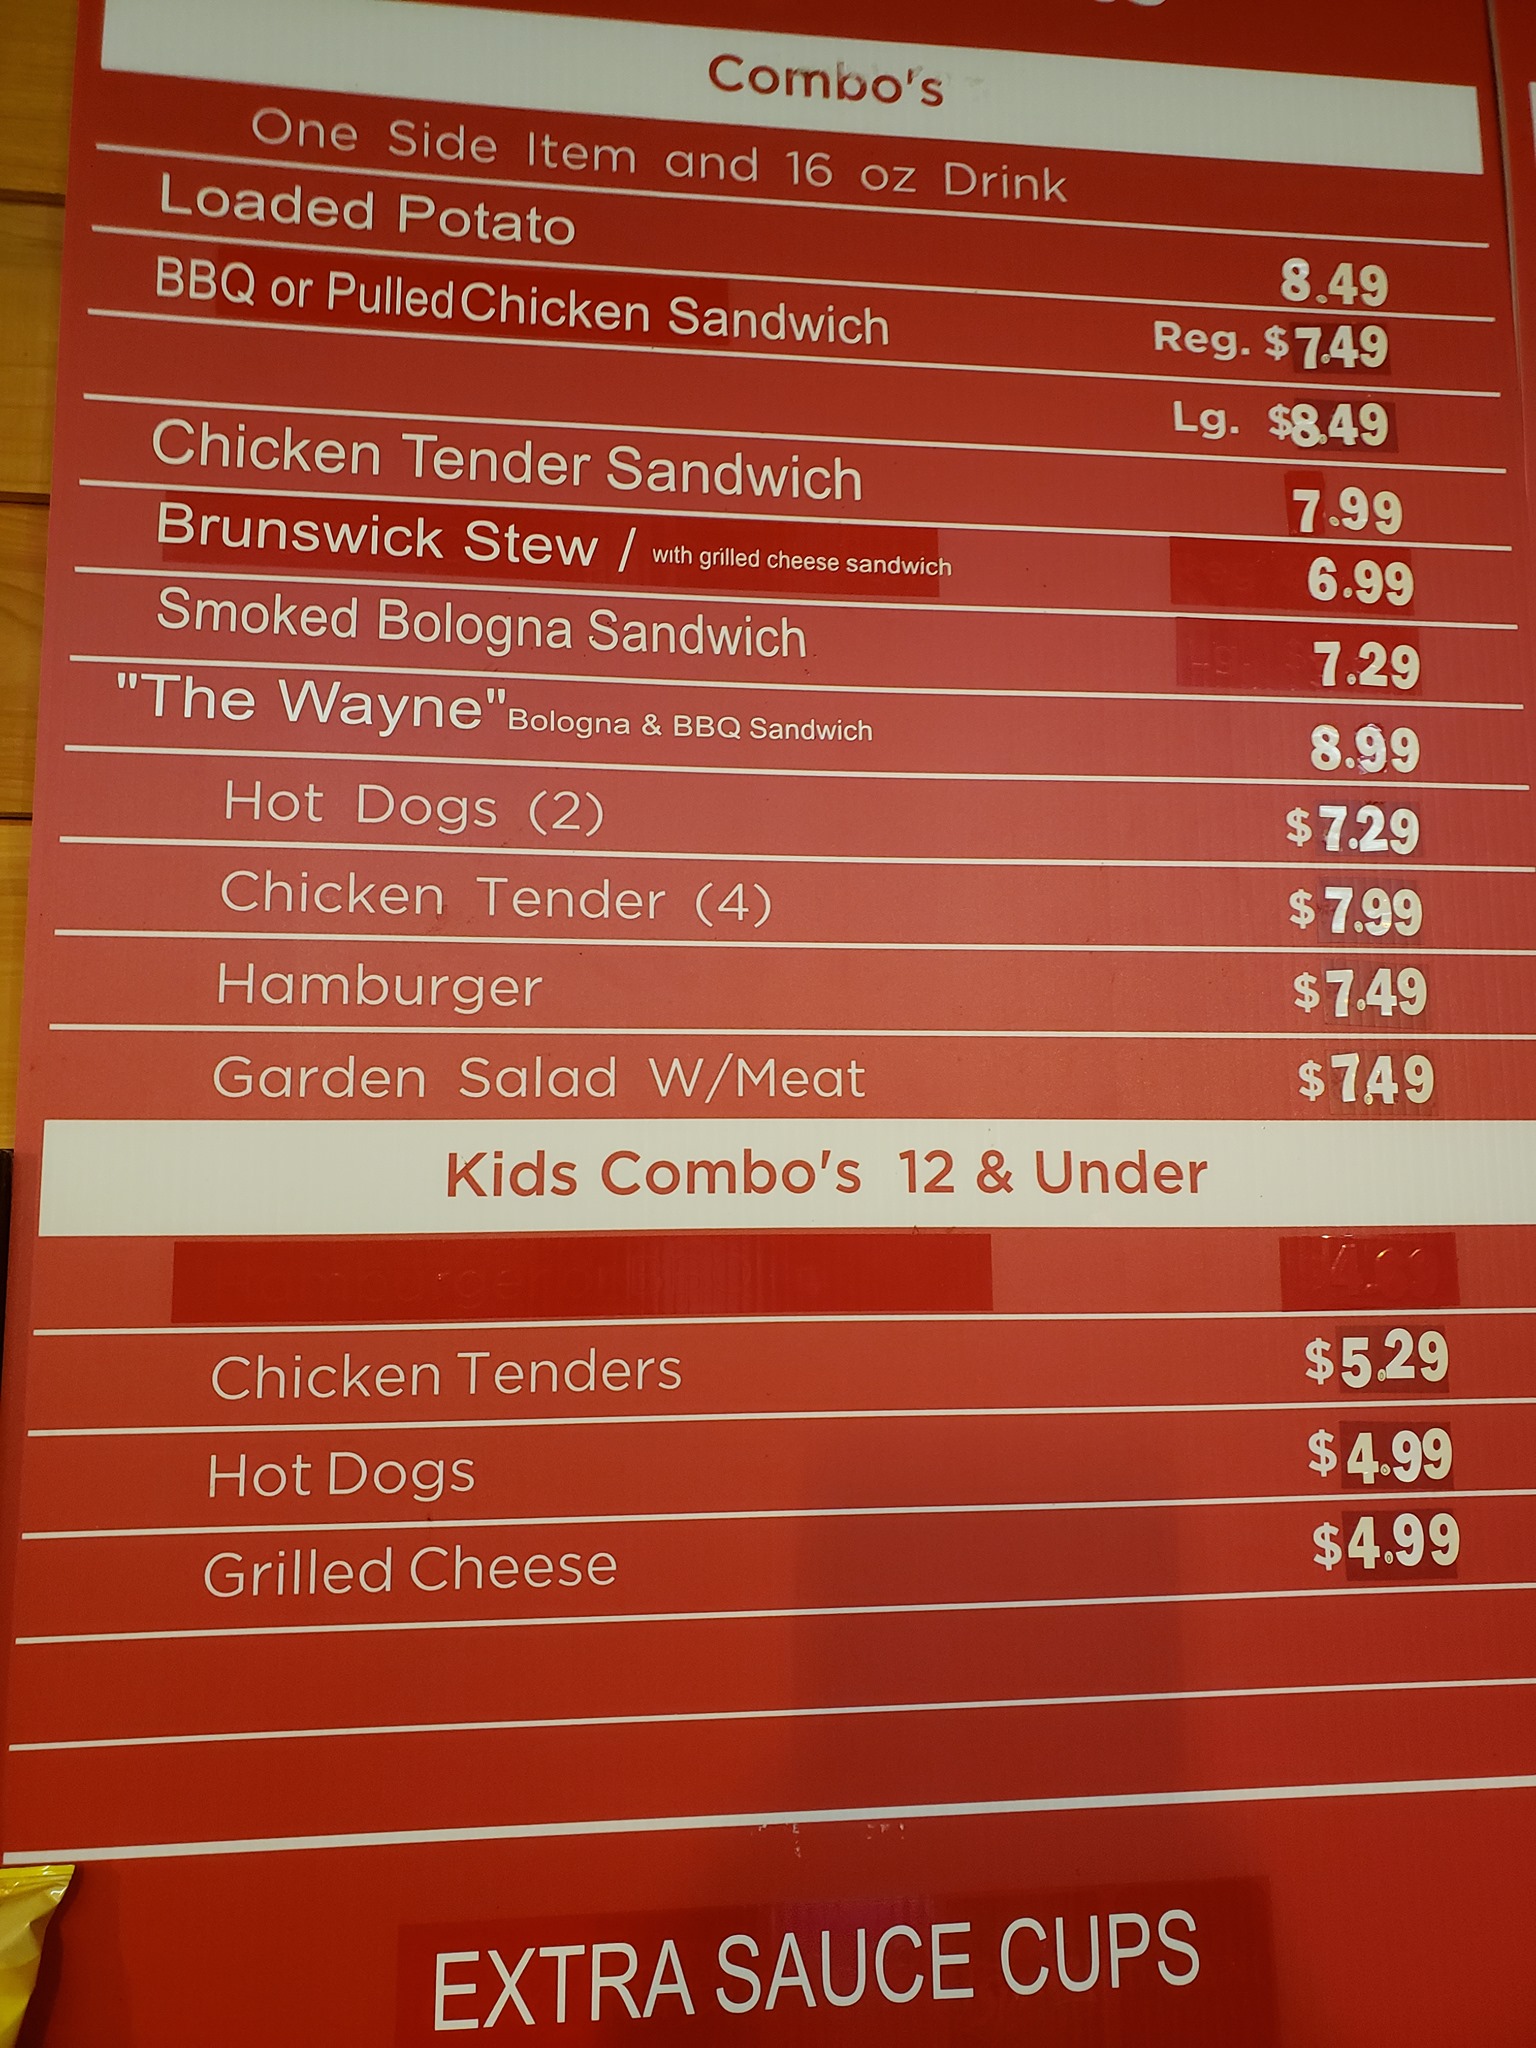 Combo's
One Side Item and 16 oz Drink
Loaded Potato 8.49
BBQ or Pulled Chicken Sandwich Reg. $7.49
Lg. $8.49
Chicken Tender Sandwich 7.99
Brunswick Stew / with grilled cheese sandwich 6.99
Smoked Bologna Sandwich 7.29
"The Wayne" Bologna & BBQ Sandwich 8.99
Hot Dogs (2) $7.29
Chicken Tender (4) $7.99
Hamburger $7.49
Garden Salad W/Meat $7.49
Kids Combo's 12 & Under
Chicken Tenders $5.29
Hot Dogs $4.99
Grilled Cheese $4.99
EXTRA SAUCE CUPS